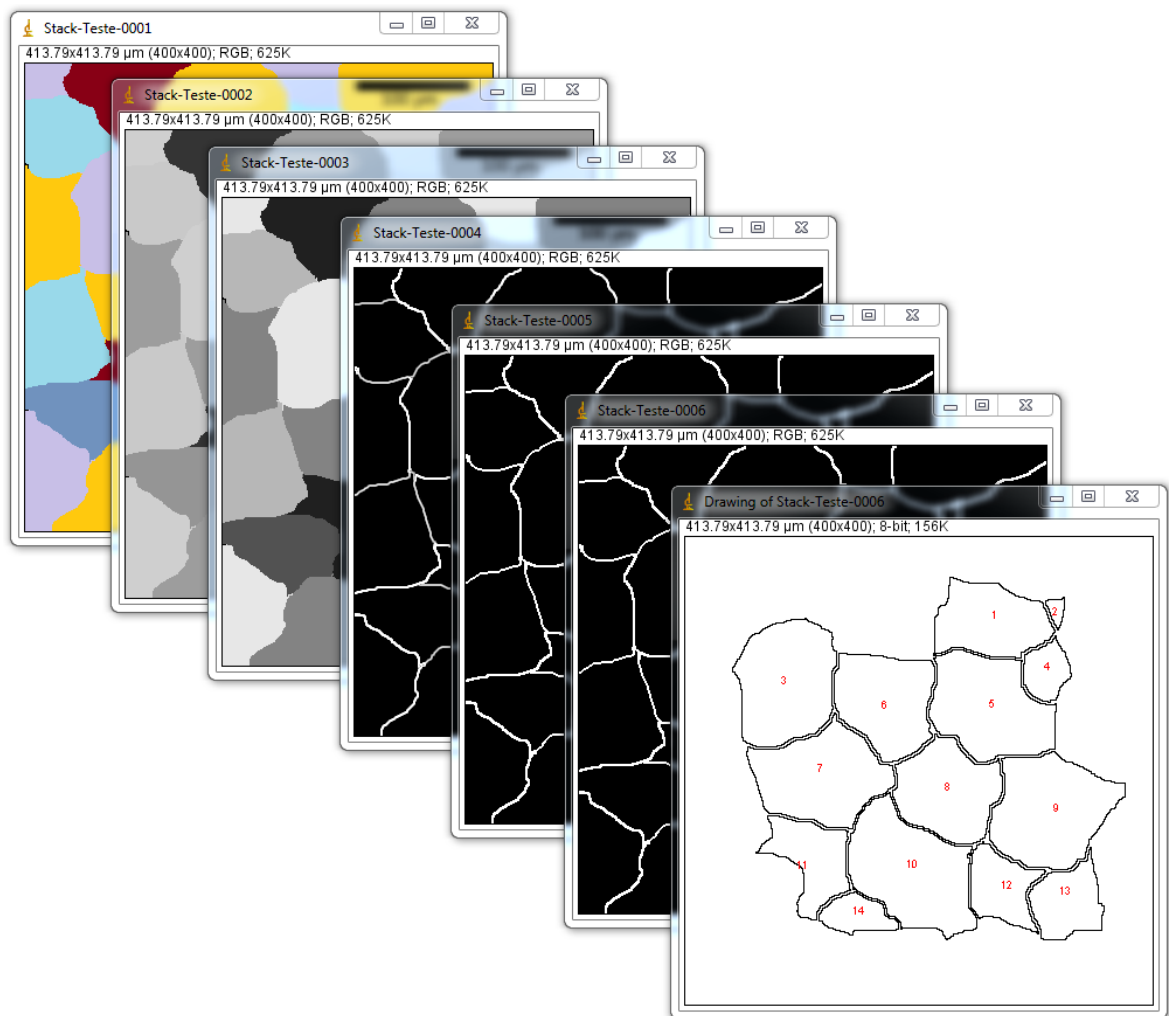 Stack-Teste-0001
413.79x413.79 µm (400x400); RGB; 625K
Stack-Teste-0002
413.79x413.79 µm (400x400); RGB; 625K
Stack-Teste-0003
413.79x413.79 µm (400x400); RGB; 625K
Stack-Teste-0004
413.79x413.79 µm (400x400); RGB; 625K
Stack-Teste-0005
413.79x413.79 µm (400x400); RGB; 625K
Stack-Teste-0006
413.79x413.79 µm (400x400); RGB; 625K
Drawing of Stack-Teste-0006
413.79x413.79 µm (400x400); 8-bit; 156K
1
2
3
4
5
6
7
8
9
10
11
12
13
14